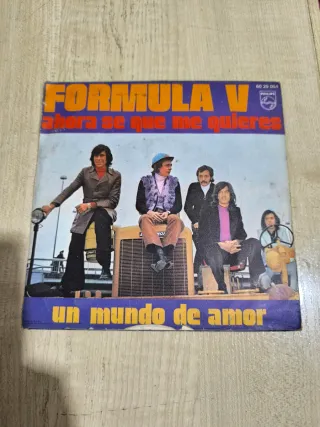 FORMULA V
PHILIPS
ahora se que me quieres
un mundo de amor